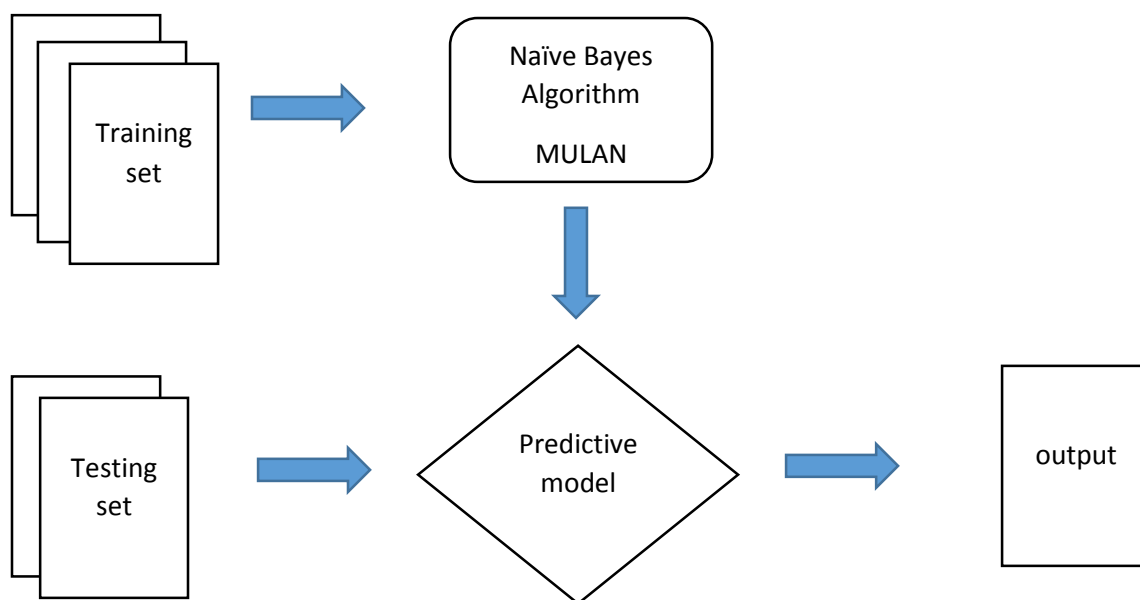 Training
set
Naïve Bayes
Algorithm
MULAN
Testing
set
Predictive
model
output